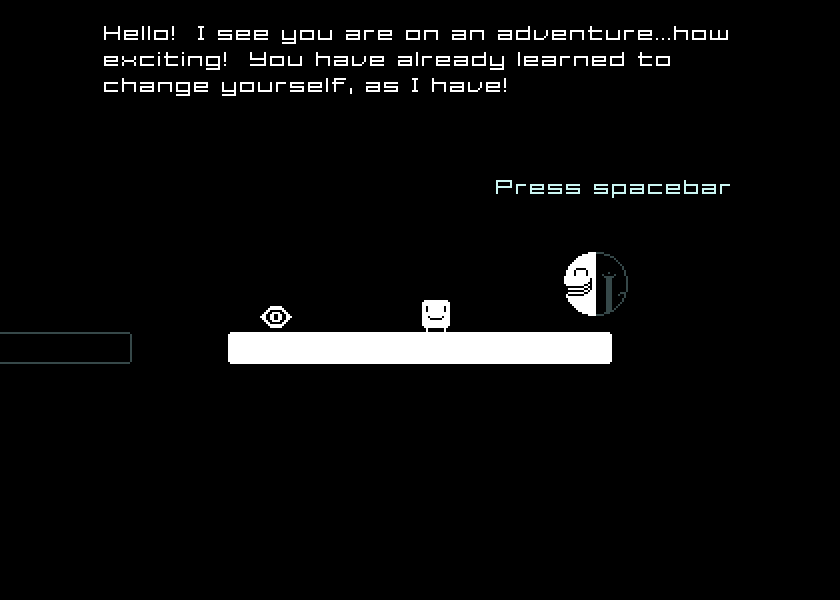 Hello!  I see you are on an adventure...how
exciting!  You have already learned to
change yourself, as I have!
Press spacebar